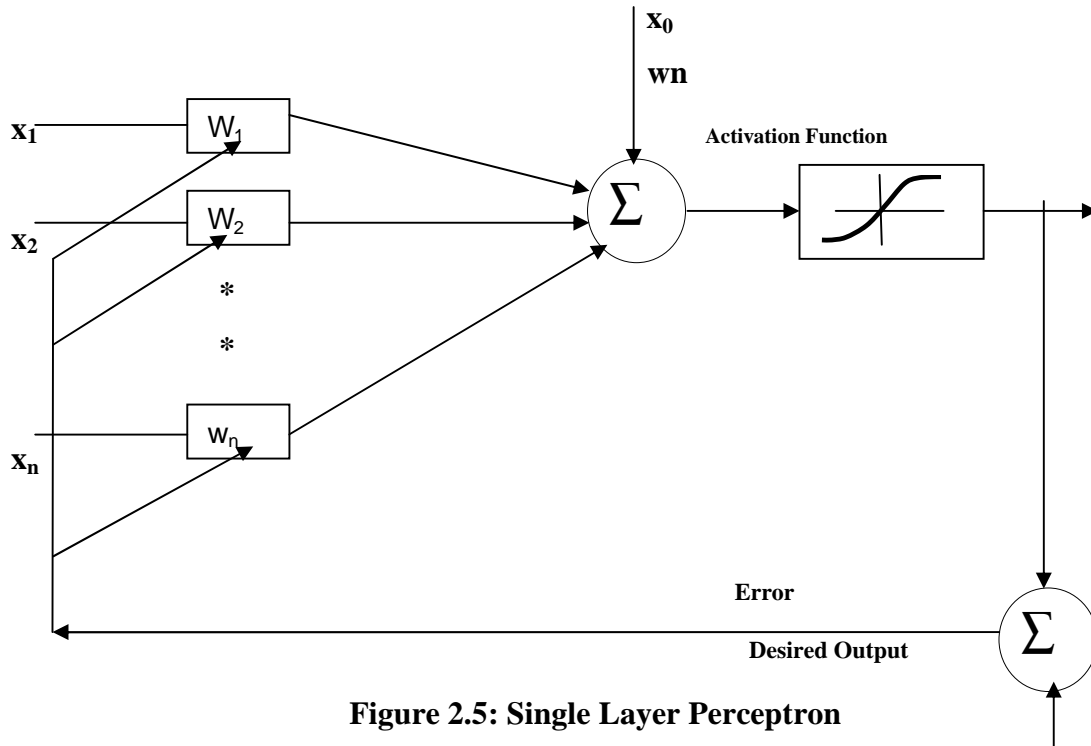 x₀
wn
Activation Function
x₁
W₁
Σ
x₂
W₂
*
*
xₙ
wₙ
Error
Desired Output
Σ
Figure 2.5: Single Layer Perceptron